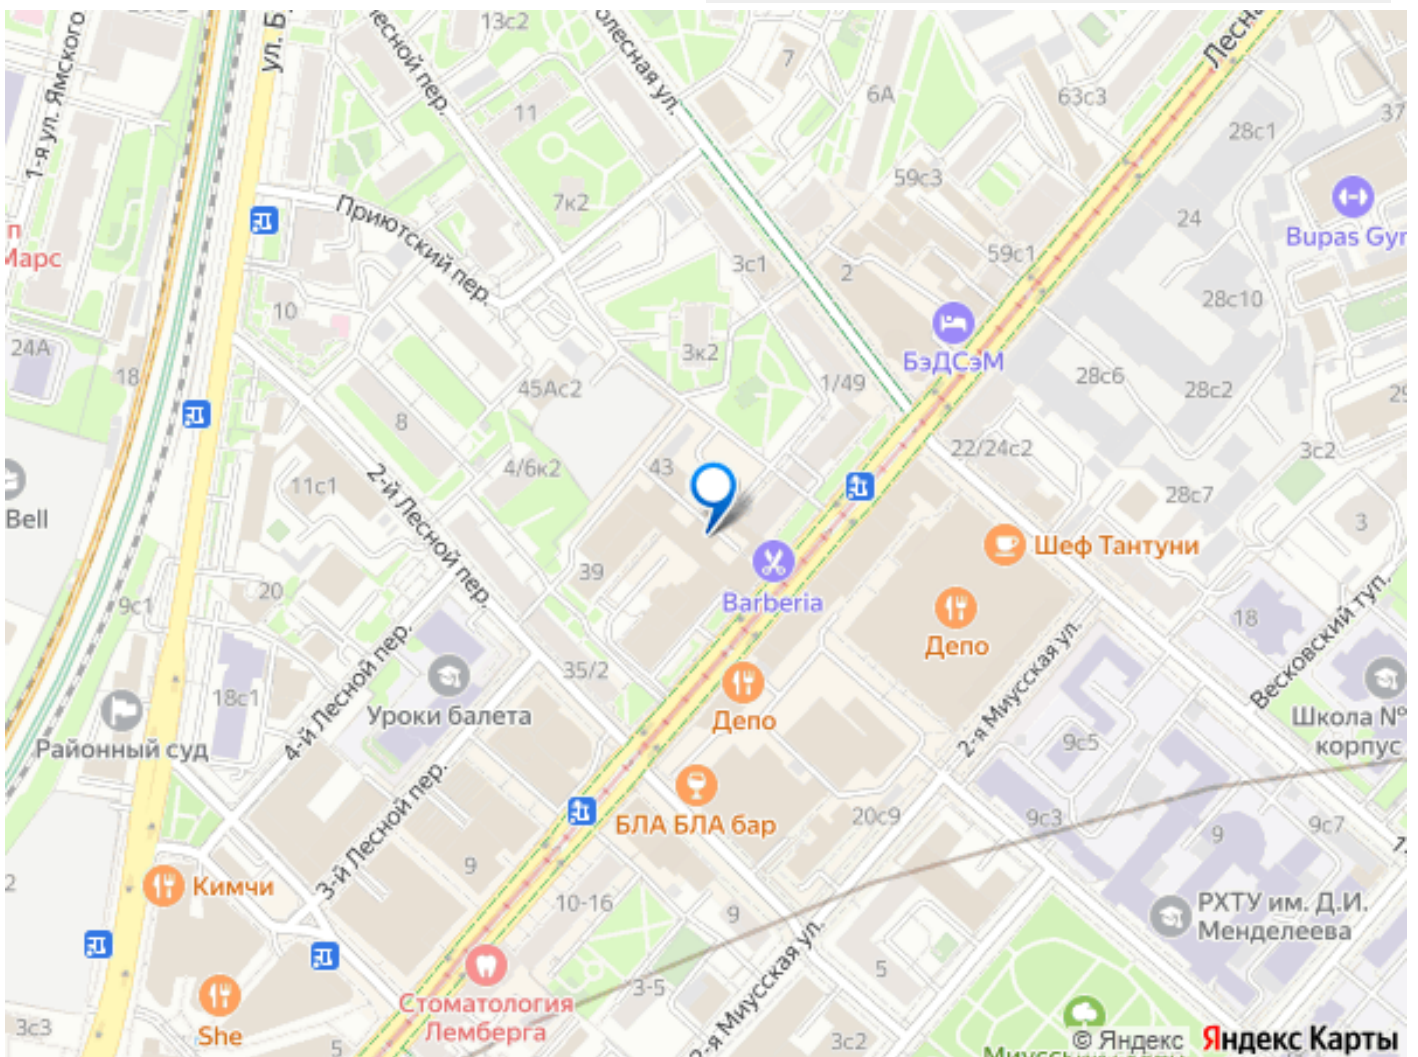 13с2
ул. Б
1-я ул. Ямского
лесной пер.
олесная ул.
7
6А
63с3
Лесна
28с1
37
11
59с3
7к2
24
Bupas Gyr
п
Марс
Приютский пер.
3с1
2
59с1
28с10
10
БэДСэМ
24А
18
3к2
45Ас2
1/49
28с6
28с2
29
8
22/24с2
3с2
43
4/6к2
11с1
28с7
3
Bell
2-й Лесной пер.
Шеф Тантуни
39
Barberia
20
9с1
Депо
18
Весковский туп.
35/2
18с1
4-й Лесной пер.
Уроки балета
Районный суд
Депо
2-я Миусская ул.
9с5
Школа №
корпус
3-й Лесной пер.
БЛА БЛА бар
20с9
9с3
9
9с7
9
Кимчи
2
10-16
9
РХТУ им. Д.И.
Менделеева
5
3-5
2-я Миусская ул.
Стоматология
Лемберга
She
3с3
5
3с2
© Яндекс
Яндекс Карты